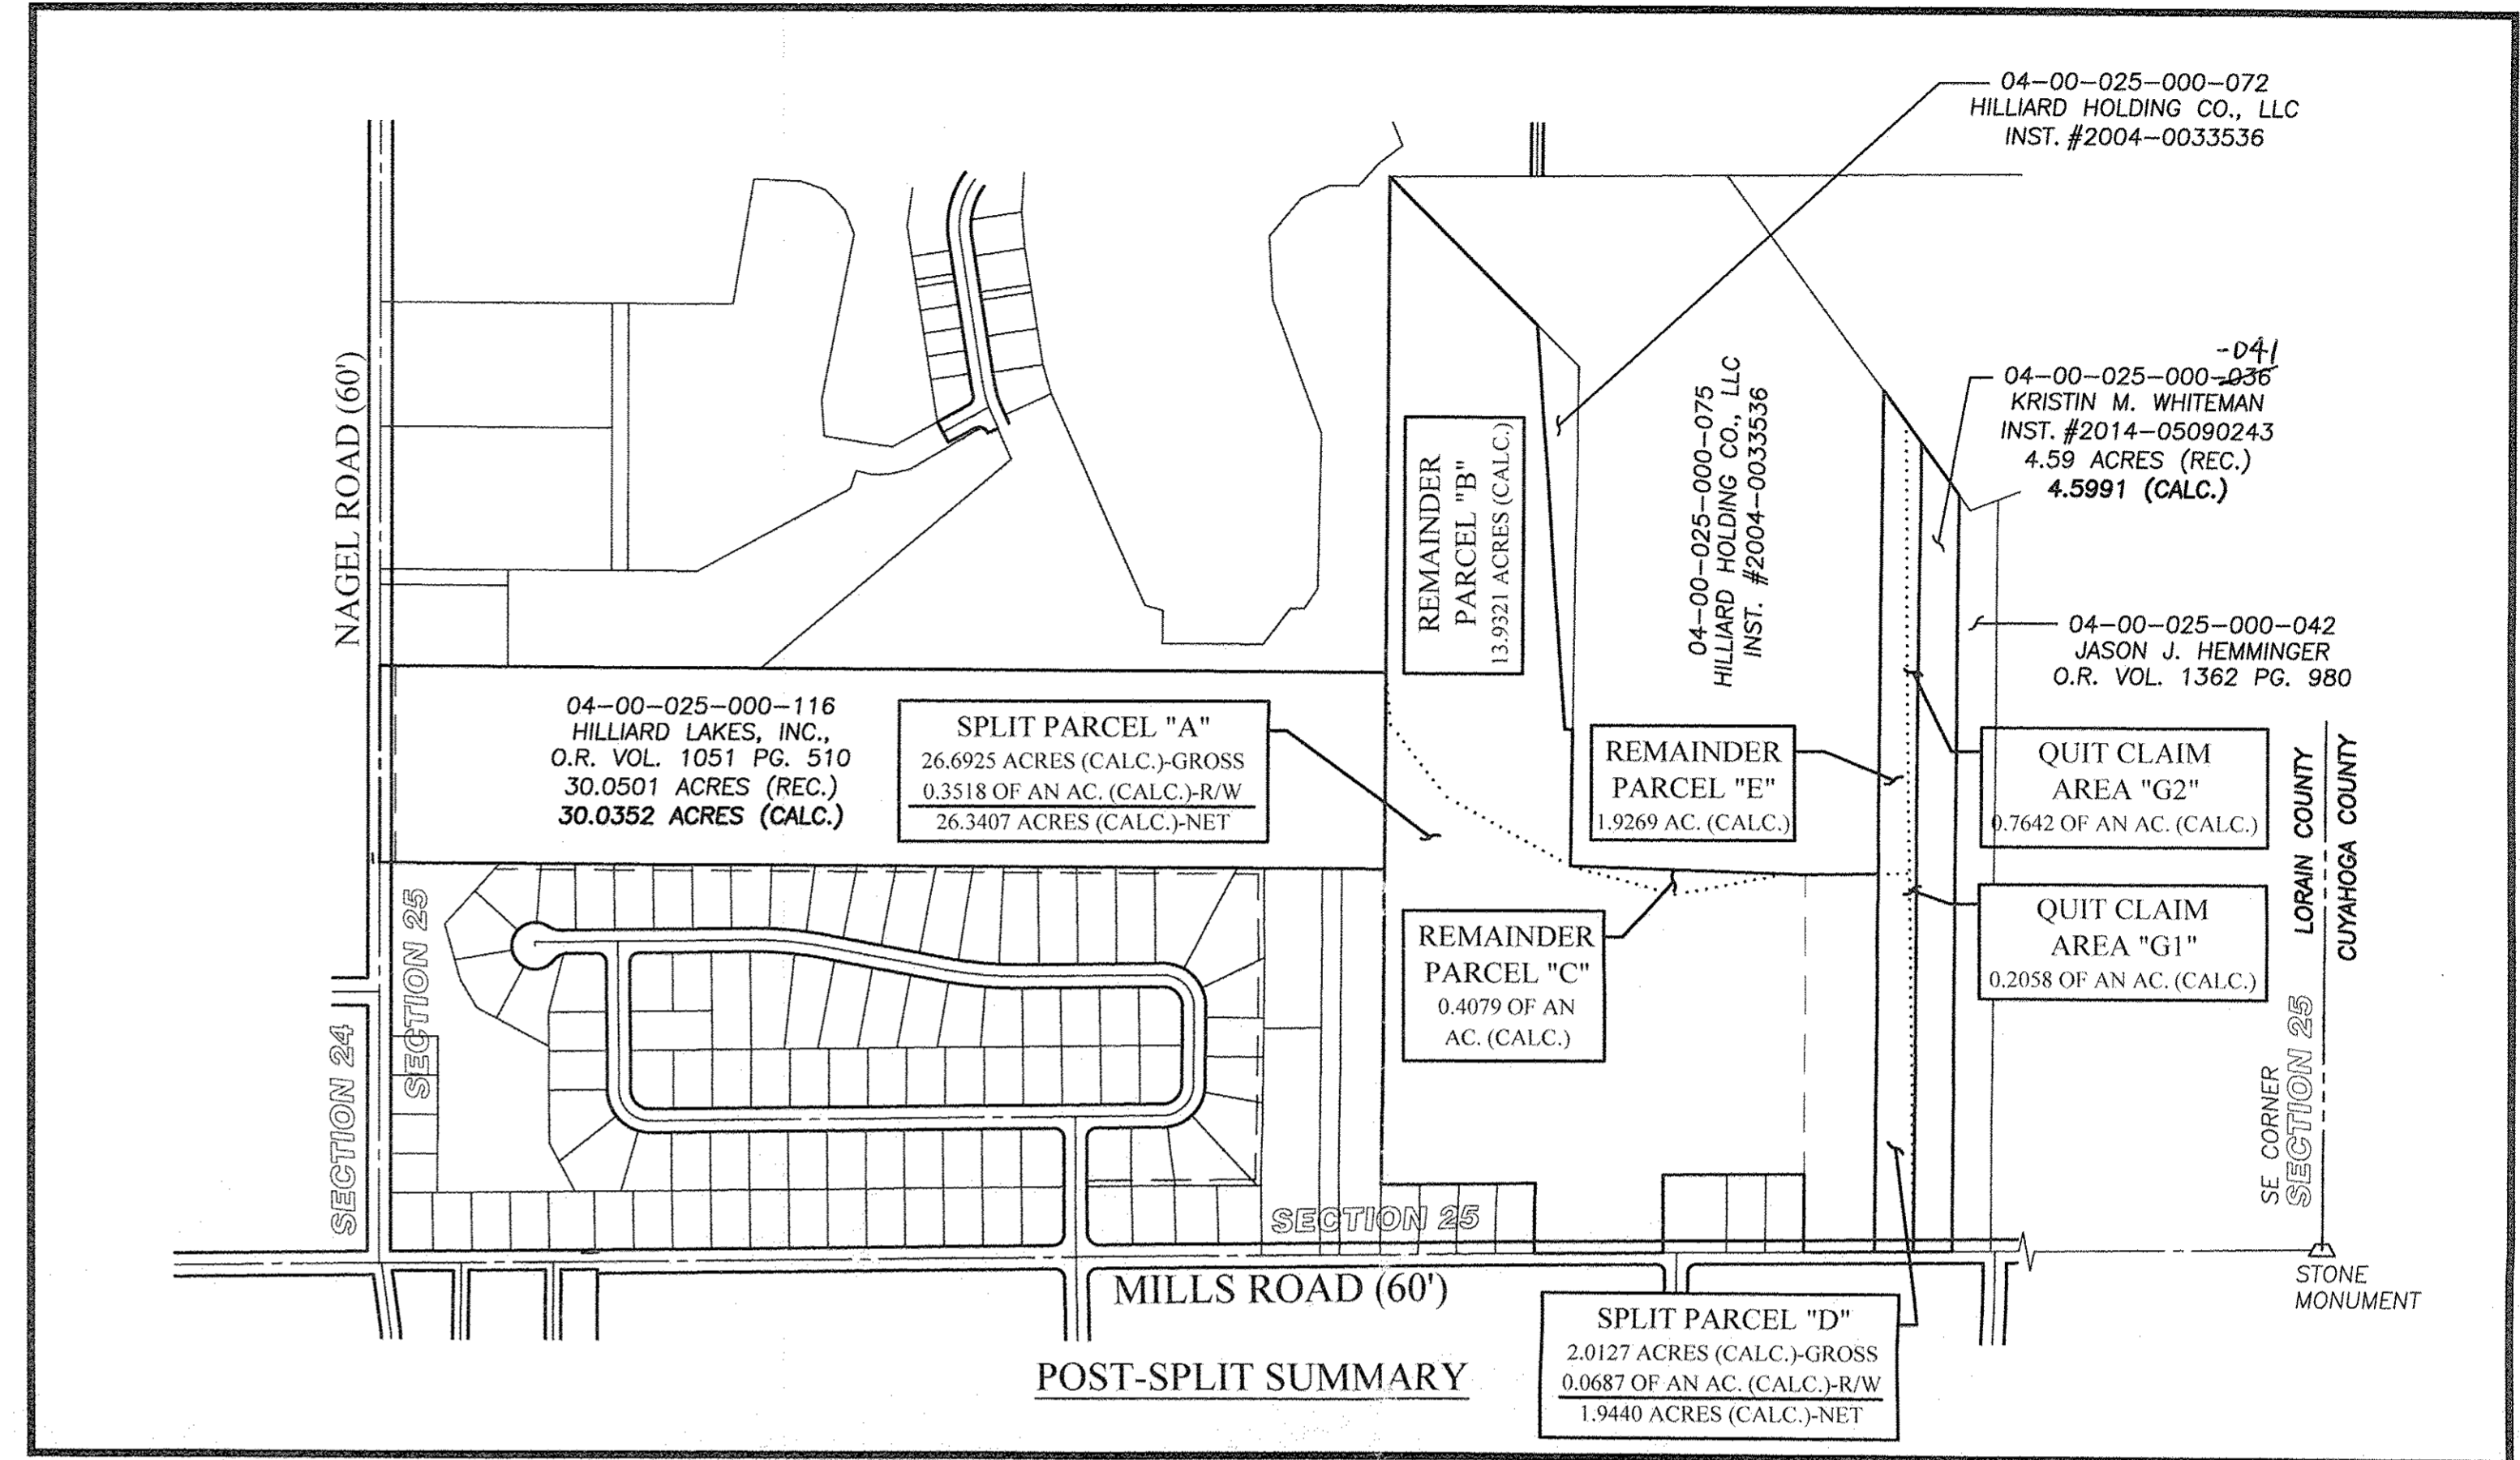 04-00-025-000-072
HILLIARD HOLDING CO., LLC
INST. #2004-0033536
-041
04-00-025-000-036
KRISTIN M. WHITEMAN
INST. #2014-05090243
4.59 ACRES (REC.)
4.5991 (CALC.)
NAGEL ROAD (60')
REMAINDER
PARCEL "B"
13.9321 ACRES (CALC.)
04-00-025-000-075
HILLIARD HOLDING CO., LLC
INST. #2004-0033536
04-00-025-000-042
JASON J. HEMMINGER
O.R. VOL. 1362 PG. 980
04-00-025-000-116
HILLIARD LAKES, INC.,
O.R. VOL. 1051 PG. 510
30.0501 ACRES (REC.)
30.0352 ACRES (CALC.)
SPLIT PARCEL "A"
26.6925 ACRES (CALC.)-GROSS
0.3518 OF AN AC. (CALC.)-R/W
26.3407 ACRES (CALC.)-NET
REMAINDER
PARCEL "E"
1.9269 AC. (CALC.)
QUIT CLAIM
AREA "G2"
0.7642 OF AN AC. (CALC.)
LORAIN COUNTY
CUYAHOGA COUNTY
QUIT CLAIM
AREA "G1"
0.2058 OF AN AC. (CALC.)
REMAINDER
PARCEL "C"
0.4079 OF AN
AC. (CALC.)
SECTION 24
SECTION 25
SECTION 25
SE CORNER
SECTION 25
STONE
MONUMENT
MILLS ROAD (60')
SPLIT PARCEL "D"
2.0127 ACRES (CALC.)-GROSS
0.0687 OF AN AC. (CALC.)-R/W
1.9440 ACRES (CALC.)-NET
POST-SPLIT SUMMARY